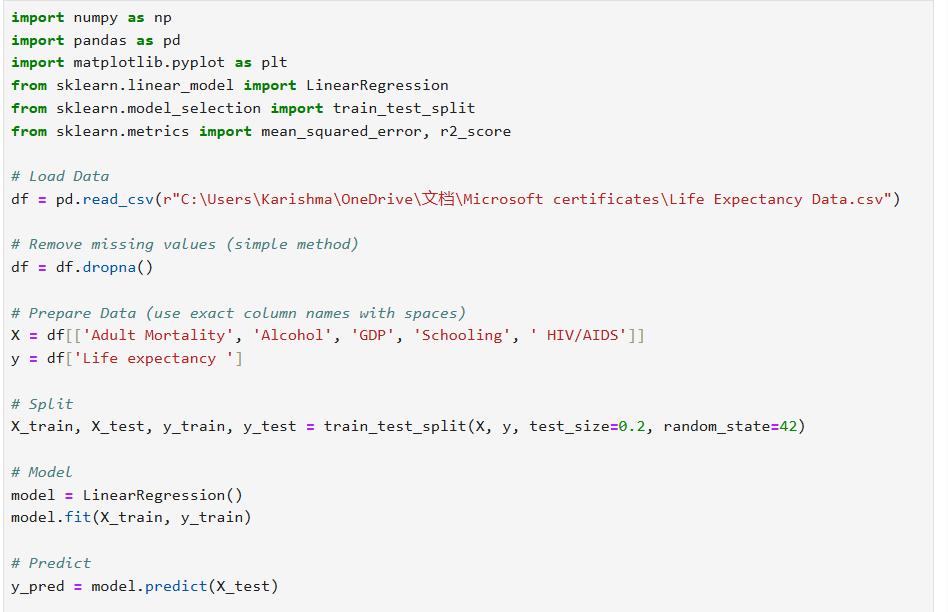 import numpy as np
import pandas as pd
import matplotlib.pyplot as plt
from sklearn.linear_model import LinearRegression
from sklearn.model_selection import train_test_split
from sklearn.metrics import mean_squared_error, r2_score
# Load Data
df = pd.read_csv(r"C:\Users\Karishma\OneDrive\文档\Microsoft certificates\Life Expectancy Data.csv")
# Remove missing values (simple method)
df = df.dropna()
# Prepare Data (use exact column names with spaces)
X = df[['Adult Mortality', 'Alcohol', 'GDP', 'Schooling', ' HIV/AIDS']]
y = df['Life expectancy ']
# Split
X_train, X_test, y_train, y_test = train_test_split(X, y, test_size=0.2, random_state=42)
# Model
model = LinearRegression()
model.fit(X_train, y_train)
# Predict
y_pred = model.predict(X_test)